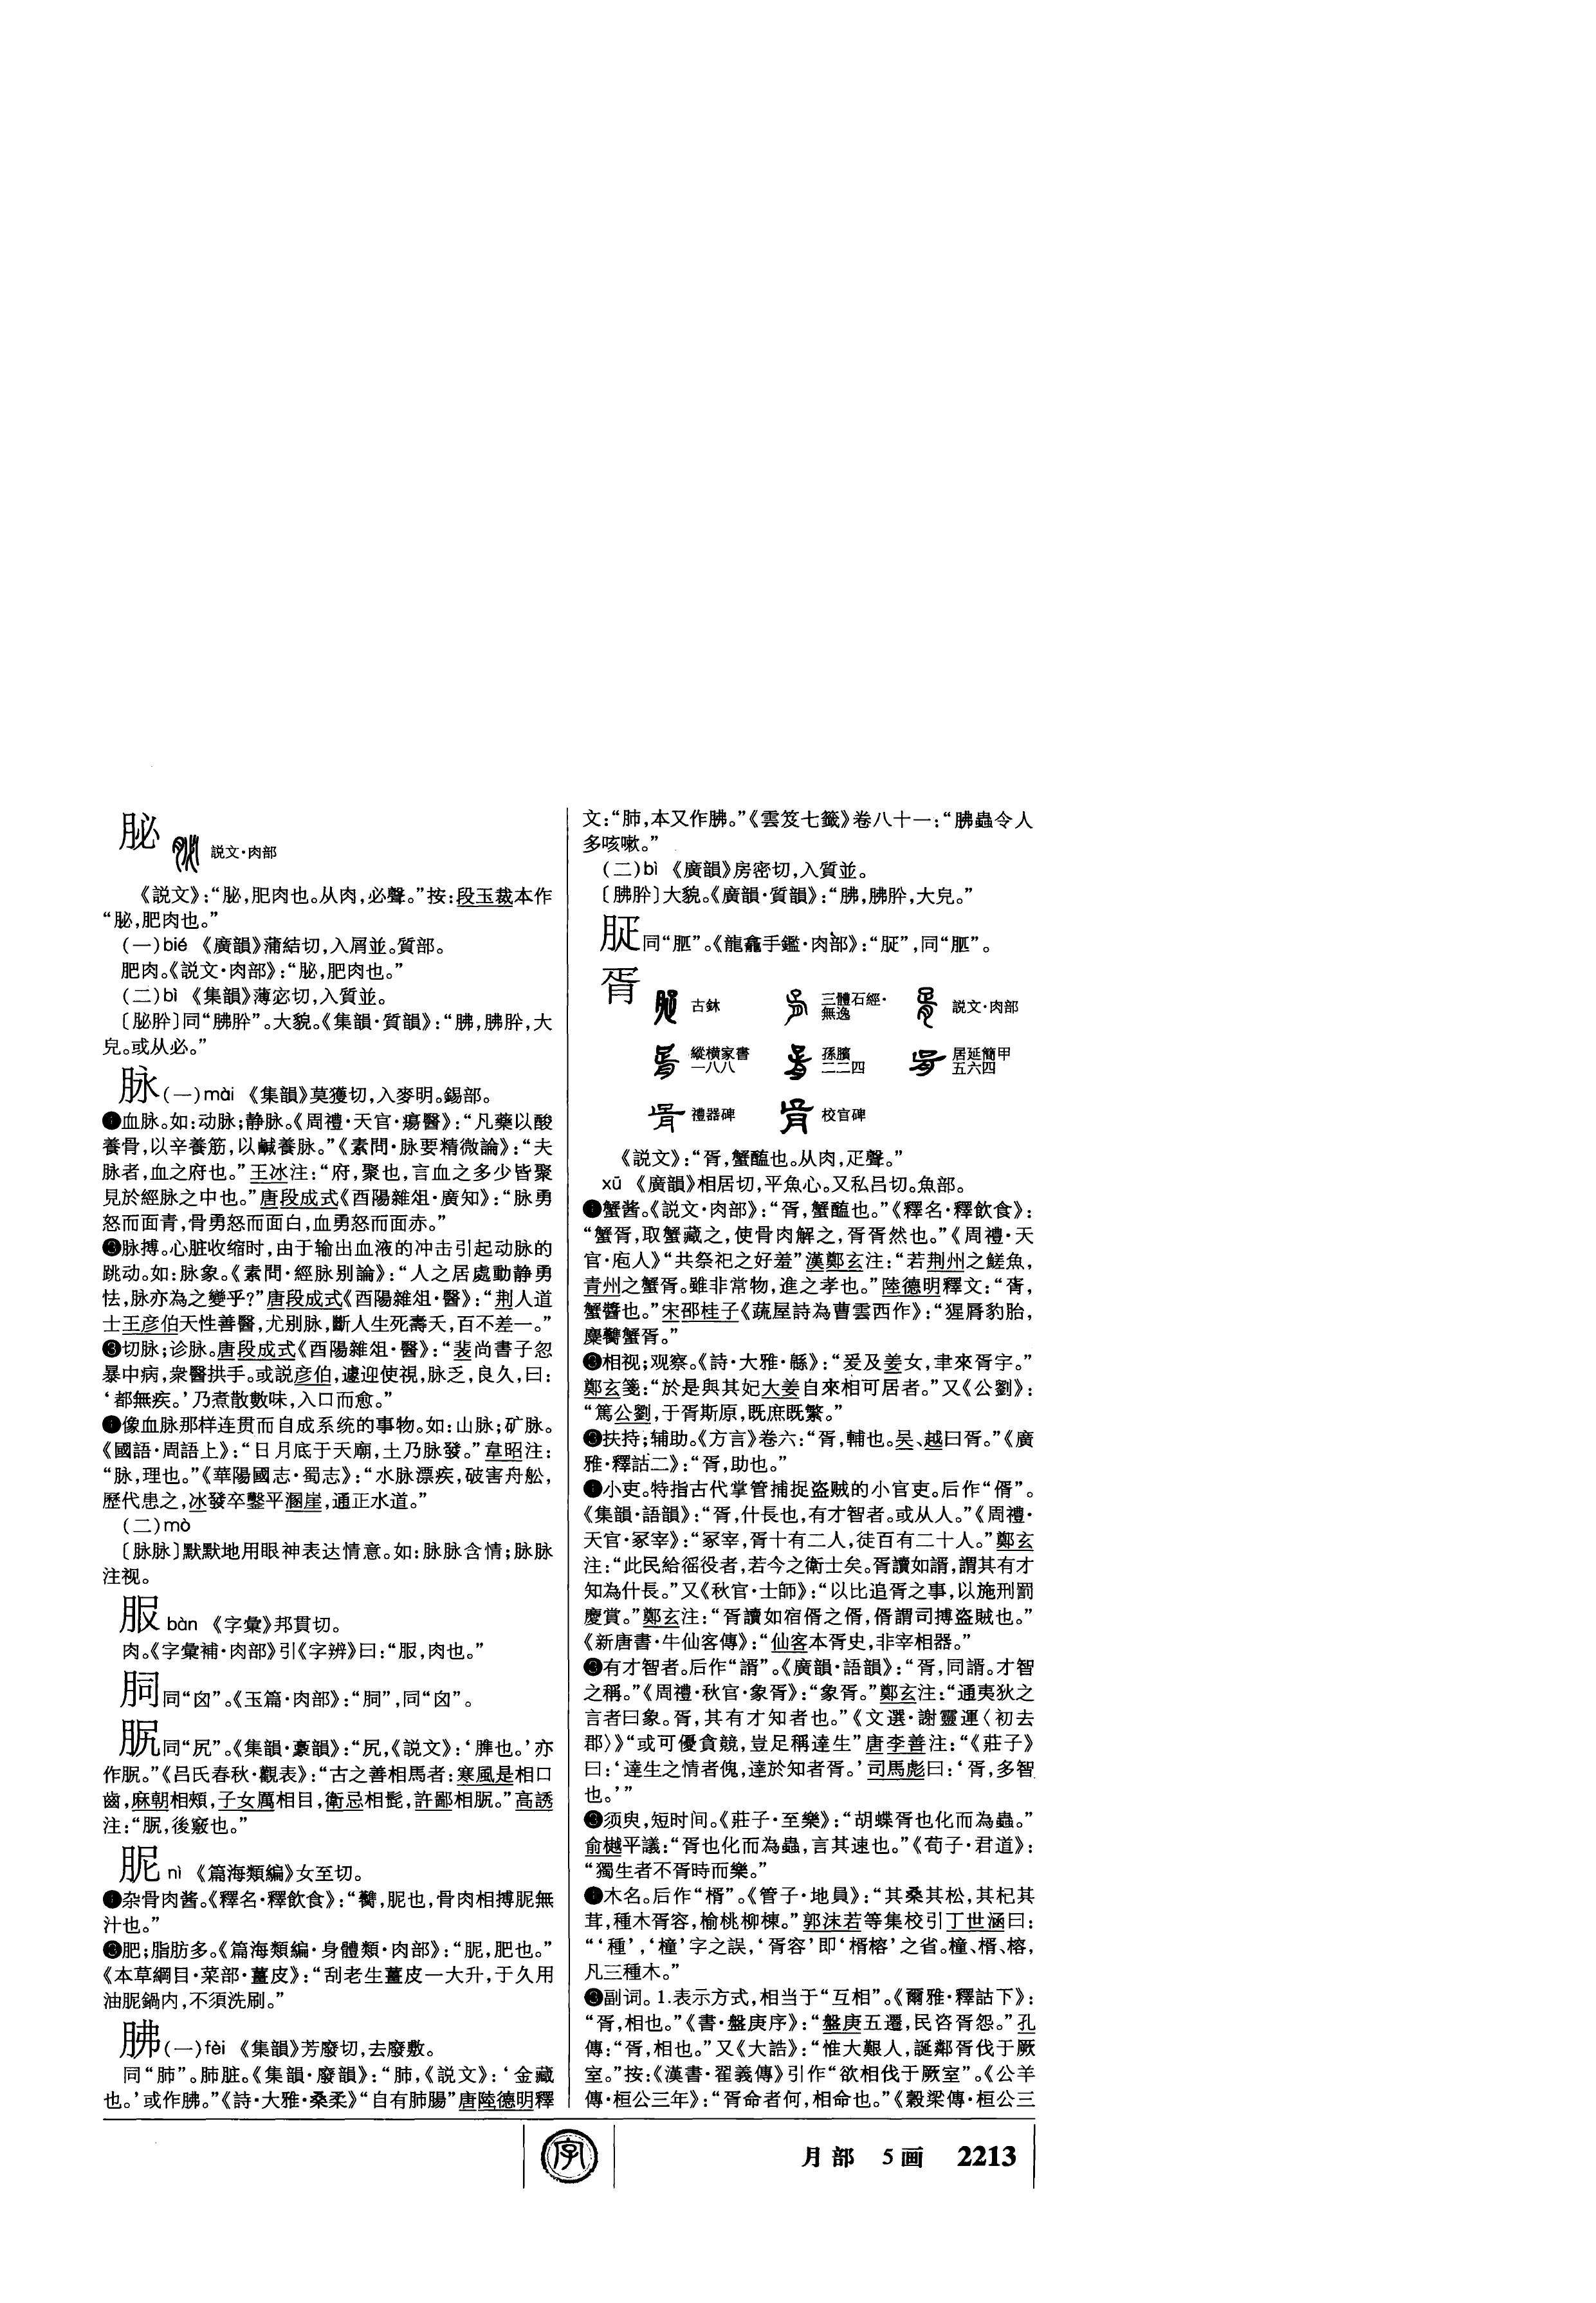 胇 説文·肉部
《説文》：“胇，肥肉也。从肉，必聲。”按：段玉裁本作
“胇，肥肉也。”
（一）bié 《廣韻》蒲結切，入屑並。質部。
肥肉。《説文·肉部》：“胇，肥肉也。”
（二）bì 《集韻》薄宓切，入質並。
〔胇肸〕同“胇肸”。大貌。《集韻·質韻》：“胇，胇肸，大
皃。或从必。”
脉（一）mài 《集韻》莫獲切，入麥明。錫部。
❶血脉。如：动脉；静脉。《周禮·天官·瘍醫》：“凡藥以酸
養骨，以辛養筋，以鹹養脉。”《素問·脉要精微論》：“夫
脉者，血之府也。”王冰注：“府，聚也，言血之多少皆聚
見於經脉之中也。”唐段成式《酉陽雜俎·廣知》：“脉勇
怒而面青，骨勇怒而面白，血勇怒而面赤。”
❷脉搏。心脏收缩时，由于输出血液的冲击引起动脉的
跳动。如：脉象。《素問·經脉别論》：“人之居處動静勇
怯，脉亦為之變乎？”唐段成式《酉陽雜俎·醫》：“荆人道
士王彦伯天性善醫，尤别脉，斷人生死壽夭，百不差一。”
❸切脉；诊脉。唐段成式《酉陽雜俎·醫》：“裴尚書子忽
暴中病，衆醫拱手。或説彦伯，遽迎使視，脉乏，良久，曰：
‘都無疾。’乃煮散數味，入口而愈。”
❹像血脉那样连贯而自成系统的事物。如：山脉；矿脉。
《國語·周語上》：“日月底于天廟，土乃脉發。”韋昭注：
“脉，理也。”《華陽國志·蜀志》：“水脉漂疾，破害舟舩，
歷代患之，冰發卒鑿平溷崖，通正水道。”
（二）mò
〔脉脉〕默默地用眼神表达情意。如：脉脉含情；脉脉
注视。
𦙀 bàn 《字彙》邦貫切。
肉。《字彙補·肉部》引《字辨》曰：“𦙀，肉也。”
䏤同“囟”。《玉篇·肉部》：“䏤”，同“囟”。
𦙷同“尻”。《集韻·豪韻》：“尻，《説文》：‘脾也。’亦
作𦙷。”《吕氏春秋·觀表》：“古之善相馬者：寒風是相口
齒，麻朝相頰，子女厲相目，衛忌相髭，許鄙相𦙷。”高誘
注：“𦙷，後竅也。”
胒 nì 《篇海類編》女至切。
❶杂骨肉酱。《釋名·釋飲食》：“臡，胒也，骨肉相搏胒無
汁也。”
❷肥；脂肪多。《篇海類編·身體類·肉部》：“胒，肥也。”
《本草綱目·菜部·薑皮》：“刮老生薑皮一大升，于久用
油胒鍋内，不須洗刷。”
胇（一）fèi 《集韻》芳廢切，去廢敷。
同“肺”。肺脏。《集韻·廢韻》：“肺，《説文》：‘金藏
也。’或作胇。”《詩·大雅·桑柔》“自有肺腸”唐陸德明釋
文：“肺，本又作胇。”《雲笈七籤》卷八十一：“胇蟲令人
多咳嗽。”
（二）bì 《廣韻》房密切，入質並。
〔胇肸〕大貌。《廣韻·質韻》：“胇，胇肸，大皃。”
䏣同“脛”。《龍龕手鑑·肉部》：“䏣”，同“脛”。
胥 古鉥 三體石經·無逸 説文·肉部
縱横家書一八八 孫臏二二四 居延簡甲五六四
禮器碑 校官碑
《説文》：“胥，蟹醢也。从肉，疋聲。”
xū 《廣韻》相居切，平魚心。又私吕切。魚部。
❶蟹酱。《説文·肉部》：“胥，蟹醢也。”《釋名·釋飲食》：
“蟹胥，取蟹藏之，使骨肉解之，胥胥然也。”《周禮·天
官·庖人》“共祭祀之好羞”漢鄭玄注：“若荆州之䱹魚，
青州之蟹胥。雖非常物，進之孝也。”陸德明釋文：“胥，
蟹醬也。”宋邵桂子《蔬屋詩為曹雲西作》：“猩脣豹胎，
麋臡蟹胥。”
❷相视；观察。《詩·大雅·緜》：“爰及姜女，聿來胥宇。”
鄭玄箋：“於是與其妃大姜自來相可居者。”又《公劉》：
“篤公劉，于胥斯原，既庶既繁。”
❸扶持；辅助。《方言》卷六：“胥，輔也。吴、越曰胥。”《廣
雅·釋詁二》：“胥，助也。”
❹小吏。特指古代掌管捕捉盗贼的小官吏。后作“偦”。
《集韻·語韻》：“胥，什長也，有才智者。或从人。”《周禮·
天官·冢宰》：“冢宰，胥十有二人，徒百有二十人。”鄭玄
注：“此民給徭役者，若今之衛士矣。胥讀如諝，謂其有才
知為什長。”又《秋官·士師》：“以比追胥之事，以施刑罰
慶賞。”鄭玄注：“胥讀如宿偦之偦，偦謂司搏盗賊也。”
《新唐書·牛仙客傳》：“仙客本胥史，非宰相器。”
❺有才智者。后作“諝”。《廣韻·語韻》：“胥，同諝。才智
之稱。”《周禮·秋官·象胥》：“象胥。”鄭玄注：“通夷狄之
言者曰象。胥，其有才知者也。”《文選·謝靈運〈初去
郡〉》“或可優貪競，豈足稱達生”唐李善注：“《莊子》
曰：‘達生之情者傀，達於知者胥。’司馬彪曰：‘胥，多智
也。’”
❻须臾，短时间。《莊子·至樂》：“胡蝶胥也化而為蟲。”
俞樾平議：“胥也化而為蟲，言其速也。”《荀子·君道》：
“獨生者不胥時而樂。”
❼木名。后作“楈”。《管子·地員》：“其桑其松，其杞其
茸，種木胥容，榆桃柳楝。”郭沫若等集校引丁世涵曰：
“‘種’，‘橦’字之誤，‘胥容’即‘楈榕’之省。橦、楈、榕，
凡三種木。”
❽副词。1.表示方式，相当于“互相”。《爾雅·釋詁下》：
“胥，相也。”《書·盤庚序》：“盤庚五遷，民咨胥怨。”孔
傳：“胥，相也。”又《大誥》：“惟大艱人，誕鄰胥伐于厥
室。”按：《漢書·翟義傳》引作“欲相伐于厥室”。《公羊
傳·桓公三年》：“胥命者何，相命也。”《穀梁傳·桓公三
字
月部 5画 2213